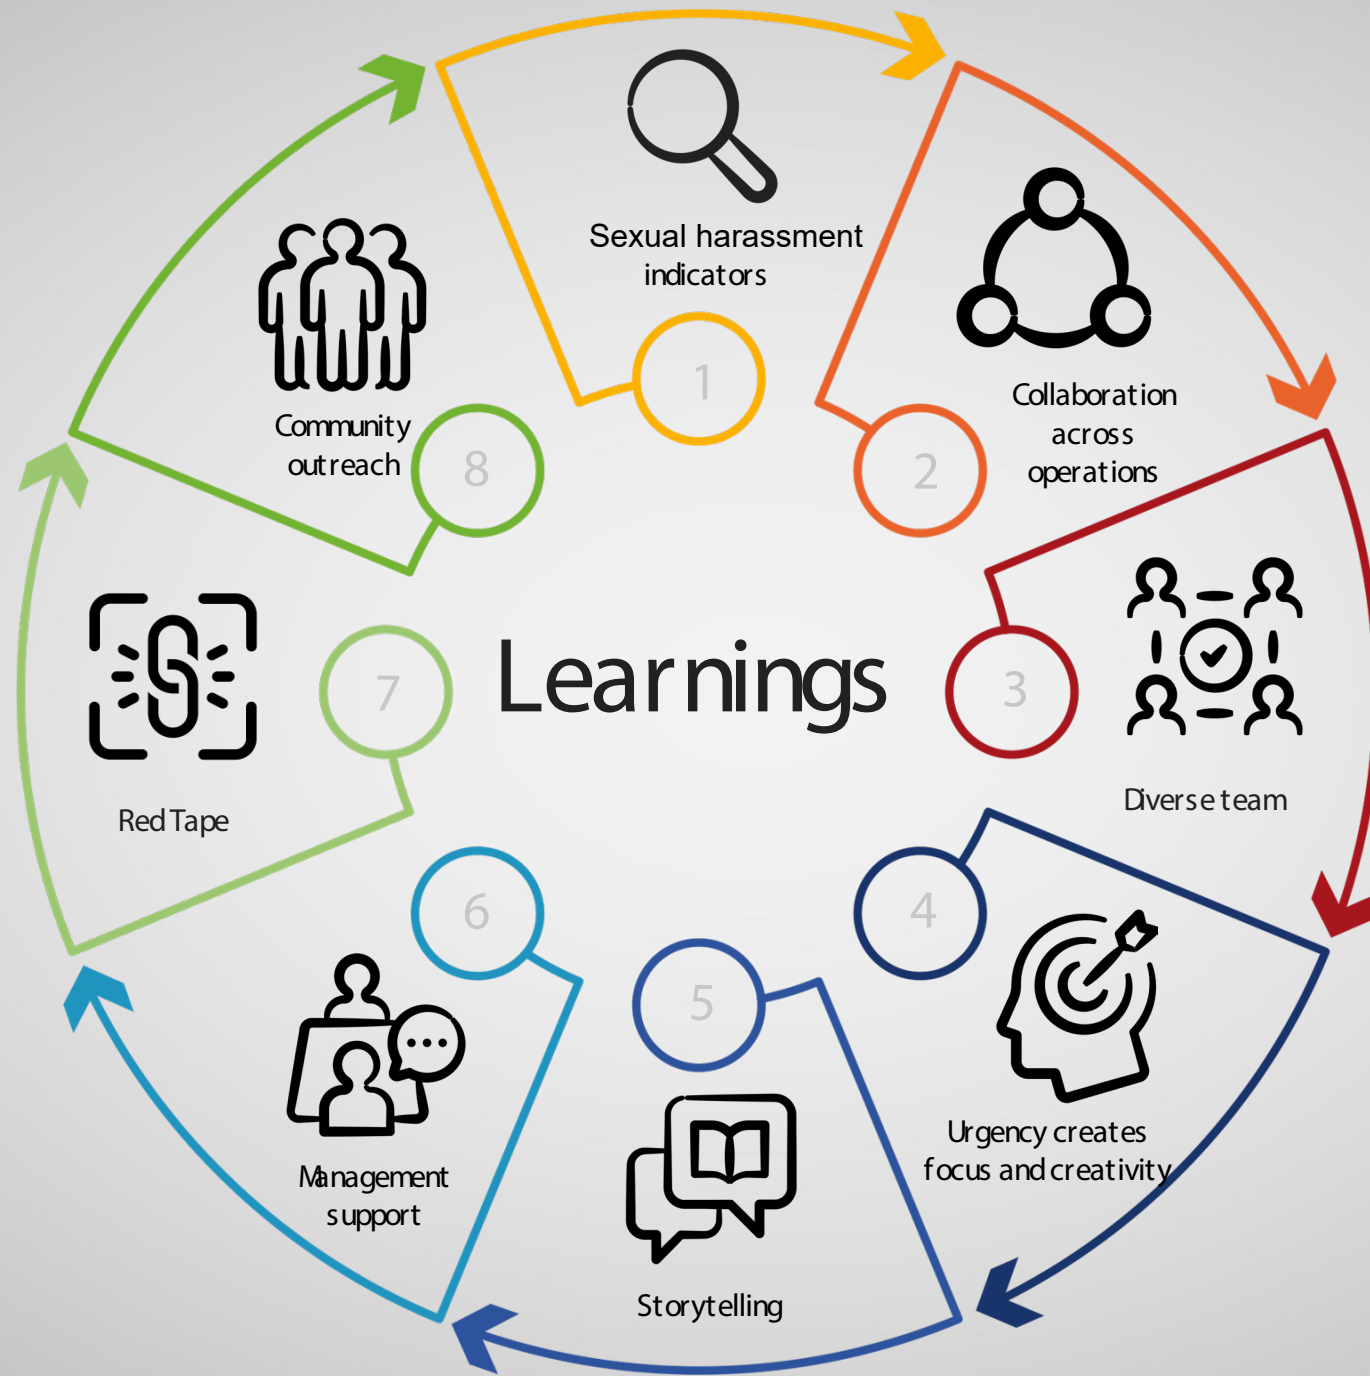 Sexual harassment
indicators
1
Collaboration
across
operations
2
Diverse team
3
Urgency creates
focus and creativity
4
Storytelling
5
Management
support
6
Red Tape
7
Community
outreach
8
Learnings